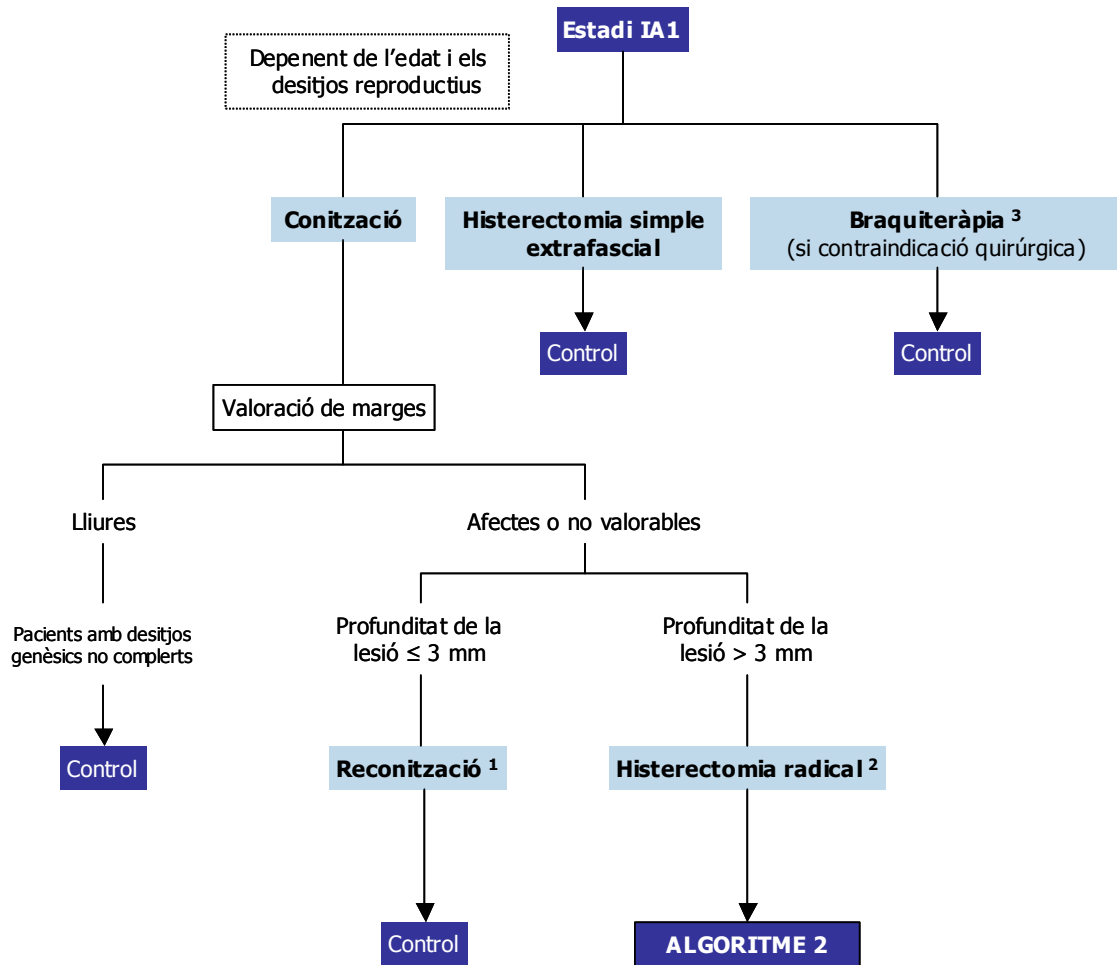 Estadi IA1
Depenent de l’edat i els
desitjos reproductius
Conització
Histerectomia simple
extrafascial
Braquiteràpia ³
(si contraindicació quirúrgica)
Control
Control
Valoració de marges
Lliures
Afectes o no valorables
Pacients amb desitjos
genèsics no complerts
Profunditat de la
lesió ≤ 3 mm
Profunditat de la
lesió > 3 mm
Control
Reconització ¹
Histerectomia radical ²
Control
ALGORITME 2